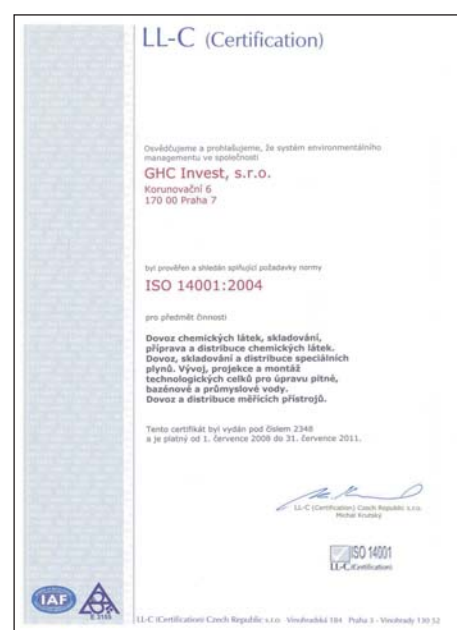 LL-C (Certification)
Osvědčujeme a prohlašujeme, že systém environmentálního
managementu ve společnosti
GHC Invest, s.r.o.
Korunovační 6
170 00 Praha 7
byl prověřen a shledán splňující požadavky normy
ISO 14001:2004
pro předmět činnosti
Dovoz chemických látek, skladování,
příprava a distribuce chemických látek.
Dovoz, skladování a distribuce speciálních
plynů. Vývoj, projekce a montáž
technologických celků pro úpravu pitné,
bazénové a průmyslové vody.
Dovoz a distribuce měřicích přístrojů.
Tento certifikát byl vydán pod číslem 2348
a je platný od 1. července 2008 do 31. července 2011.
LL-C (Certification) Czech Republic s.r.o.
Michal Krutský
ISO 14001
LL-C (Certification)
IAF
E 3155
LL-C (Certification) Czech Republic s.r.o. Vinohradská 184 Praha 3 - Vinohrady 130 52